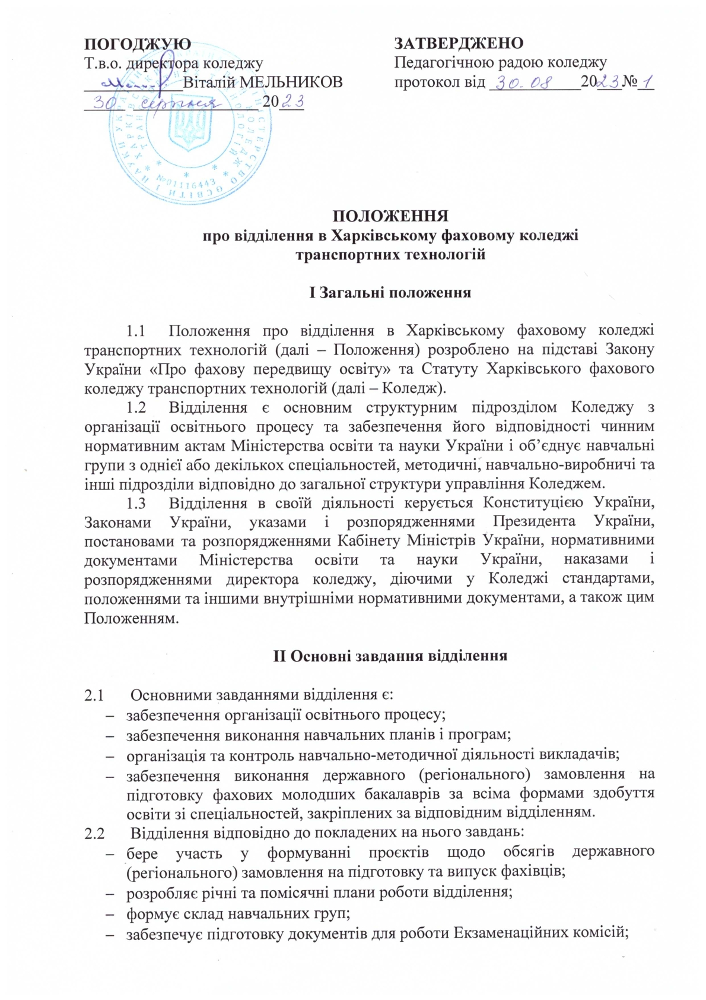 ПОГОДЖУЮ
Т.в.о. директора коледжу
____________Віталій МЕЛЬНИКОВ
30 серпня 2023
ЗАТВЕРДЖЕНО
Педагогічною радою коледжу
протокол від 30.08 2023 № 1
№01116443
ПОЛОЖЕННЯ
про відділення в Харківському фаховому коледжі
транспортних технологій
І Загальні положення
1.1 Положення про відділення в Харківському фаховому коледжі
транспортних технологій (далі – Положення) розроблено на підставі Закону
України «Про фахову передвищу освіту» та Статуту Харківського фахового
коледжу транспортних технологій (далі – Коледж).
1.2 Відділення є основним структурним підрозділом Коледжу з
організації освітнього процесу та забезпечення його відповідності чинним
нормативним актам Міністерства освіти та науки України і об’єднує навчальні
групи з однієї або декількох спеціальностей, методичні, навчально-виробничі та
інші підрозділи відповідно до загальної структури управління Коледжем.
1.3 Відділення в своїй діяльності керується Конституцією України,
Законами України, указами і розпорядженнями Президента України,
постановами та розпорядженнями Кабінету Міністрів України, нормативними
документами Міністерства освіти та науки України, наказами і
розпорядженнями директора коледжу, діючими у Коледжі стандартами,
положеннями та іншими внутрішніми нормативними документами, а також цим
Положенням.
ІІ Основні завдання відділення
2.1 Основними завданнями відділення є:
– забезпечення організації освітнього процесу;
– забезпечення виконання навчальних планів і програм;
– організація та контроль навчально-методичної діяльності викладачів;
– забезпечення виконання державного (регіонального) замовлення на
підготовку фахових молодших бакалаврів за всіма формами здобуття
освіти зі спеціальностей, закріплених за відповідним відділенням.
2.2 Відділення відповідно до покладених на нього завдань:
– бере участь у формуванні проєктів щодо обсягів державного
(регіонального) замовлення на підготовку та випуск фахівців;
– розробляє річні та помісячні плани роботи відділення;
– формує склад навчальних груп;
– забезпечує підготовку документів для роботи Екзаменаційних комісій;